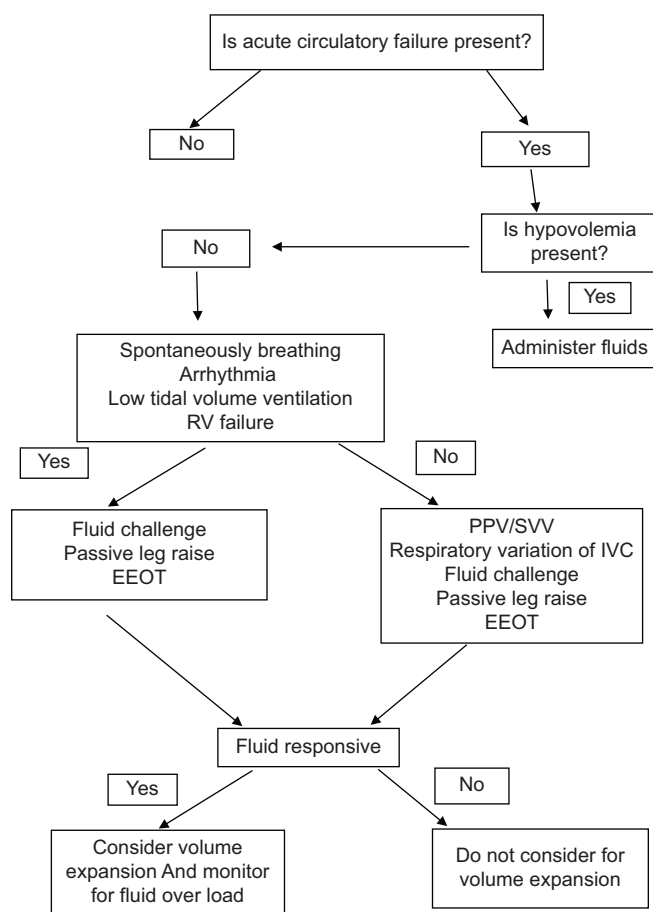 Is acute circulatory failure present?
No
Yes
Is hypovolemia
present?
No
Yes
Administer fluids
Spontaneously breathing
Arrhythmia
Low tidal volume ventilation
RV failure
Yes
No
Fluid challenge
Passive leg raise
EEOT
PPV/SVV
Respiratory variation of IVC
Fluid challenge
Passive leg raise
EEOT
Fluid responsive
Yes
No
Consider volume
expansion And monitor
for fluid over load
Do not consider for
volume expansion